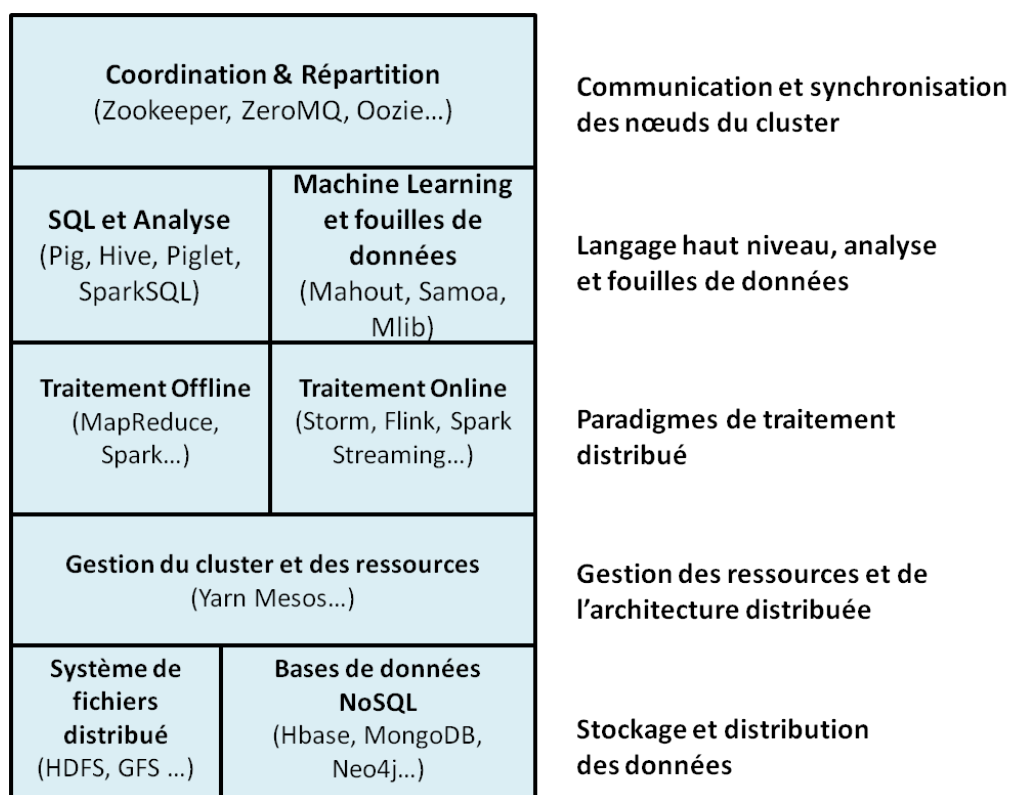 Coordination & Répartition
(Zookeeper, ZeroMQ, Oozie…)
Communication et synchronisation
des nœuds du cluster
SQL et Analyse
(Pig, Hive, Piglet,
SparkSQL)
Machine Learning
et fouilles de
données
(Mahout, Samoa,
Mlib)
Langage haut niveau, analyse
et fouilles de données
Traitement Offline
(MapReduce,
Spark…)
Traitement Online
(Storm, Flink, Spark
Streaming…)
Paradigmes de traitement
distribué
Gestion du cluster et des ressources
(Yarn Mesos…)
Gestion des ressources et de
l’architecture distribuée
Système de
fichiers
distribué
(HDFS, GFS …)
Bases de données
NoSQL
(Hbase, MongoDB,
Neo4j…)
Stockage et distribution
des données